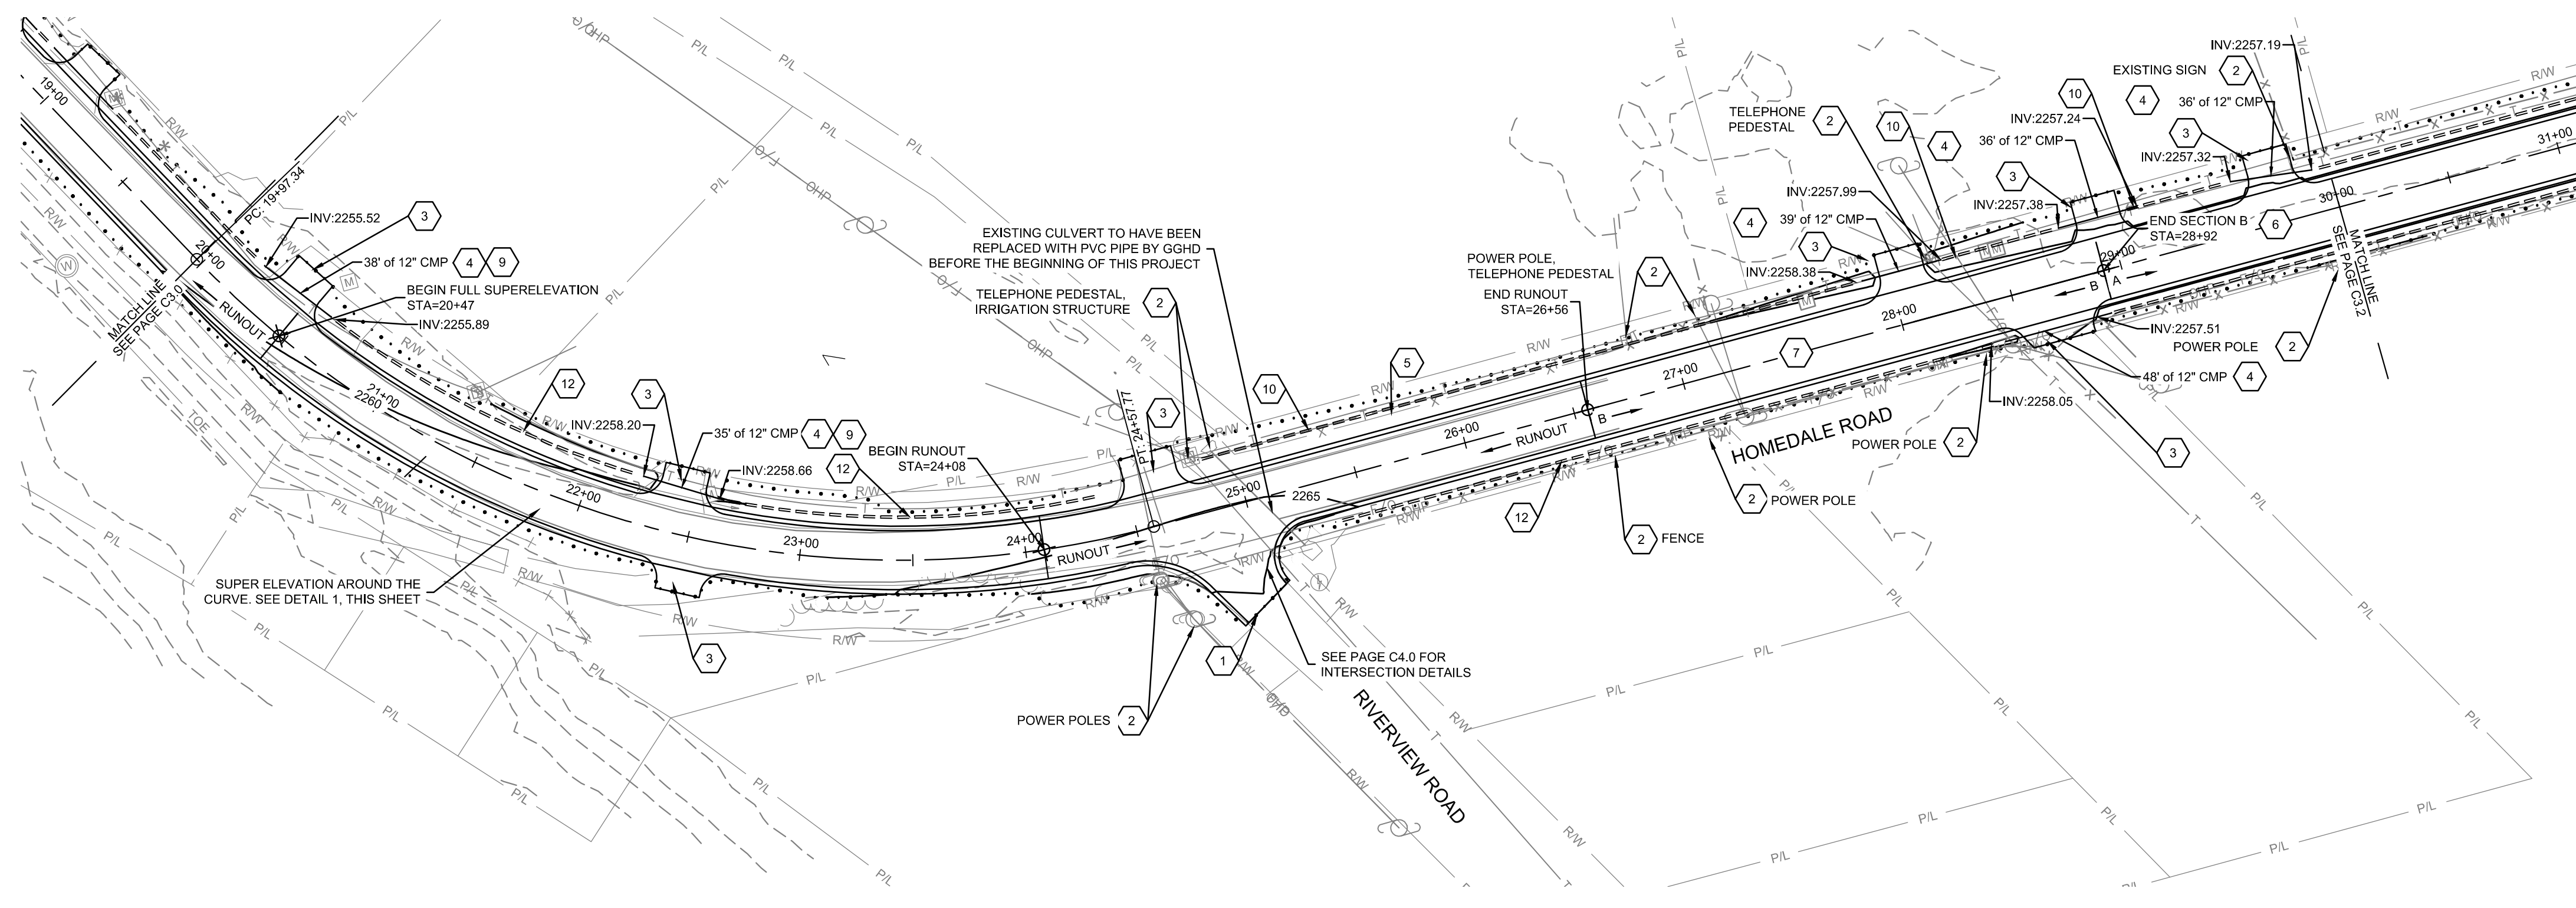 19+00
R/W
PC: 19+97.34
20+00
INV:2255.52
3
38' of 12" CMP
4
9
BEGIN FULL SUPERELEVATION
STA=20+47
INV:2255.89
MATCH LINE
SEE PAGE C3.0
RUNOUT
W
M
TOE
21+00
2260
12
3
INV:2258.20
35' of 12" CMP
4
9
INV:2258.66
12
22+00
23+00
24+00
BEGIN RUNOUT
STA=24+08
RUNOUT
SUPER ELEVATION AROUND THE
CURVE. SEE DETAIL 1, THIS SHEET
3
P/L
OHP
F/O
EXISTING CULVERT TO HAVE BEEN
REPLACED WITH PVC PIPE BY GGHD
BEFORE THE BEGINNING OF THIS PROJECT
TELEPHONE PEDESTAL,
IRRIGATION STRUCTURE
2
PT: 24+57.77
3
10
5
25+00
2265
POWER POLES
2
1
SEE PAGE C4.0 FOR
INTERSECTION DETAILS
RIVERVIEW ROAD
POWER POLE,
TELEPHONE PEDESTAL
2
END RUNOUT
STA=26+56
26+00
RUNOUT
B
27+00
7
28+00
12
2
FENCE
2
POWER POLE
HOMEDALE ROAD
TELEPHONE
PEDESTAL
2
10
4
INV:2257.99
39' of 12" CMP
4
3
INV:2258.38
M
EXISTING SIGN
2
INV:2257.19
4
36' of 12" CMP
10
INV:2257.24
36' of 12" CMP
3
INV:2257.32
3
INV:2257.38
END SECTION B
STA=28+92
6
29+00
B
A
30+00
31+00
MATCH LINE
SEE PAGE C3.2
INV:2257.51
POWER POLE
2
48' of 12" CMP
4
INV:2258.05
POWER POLE
2
3
R/W
P/L
T